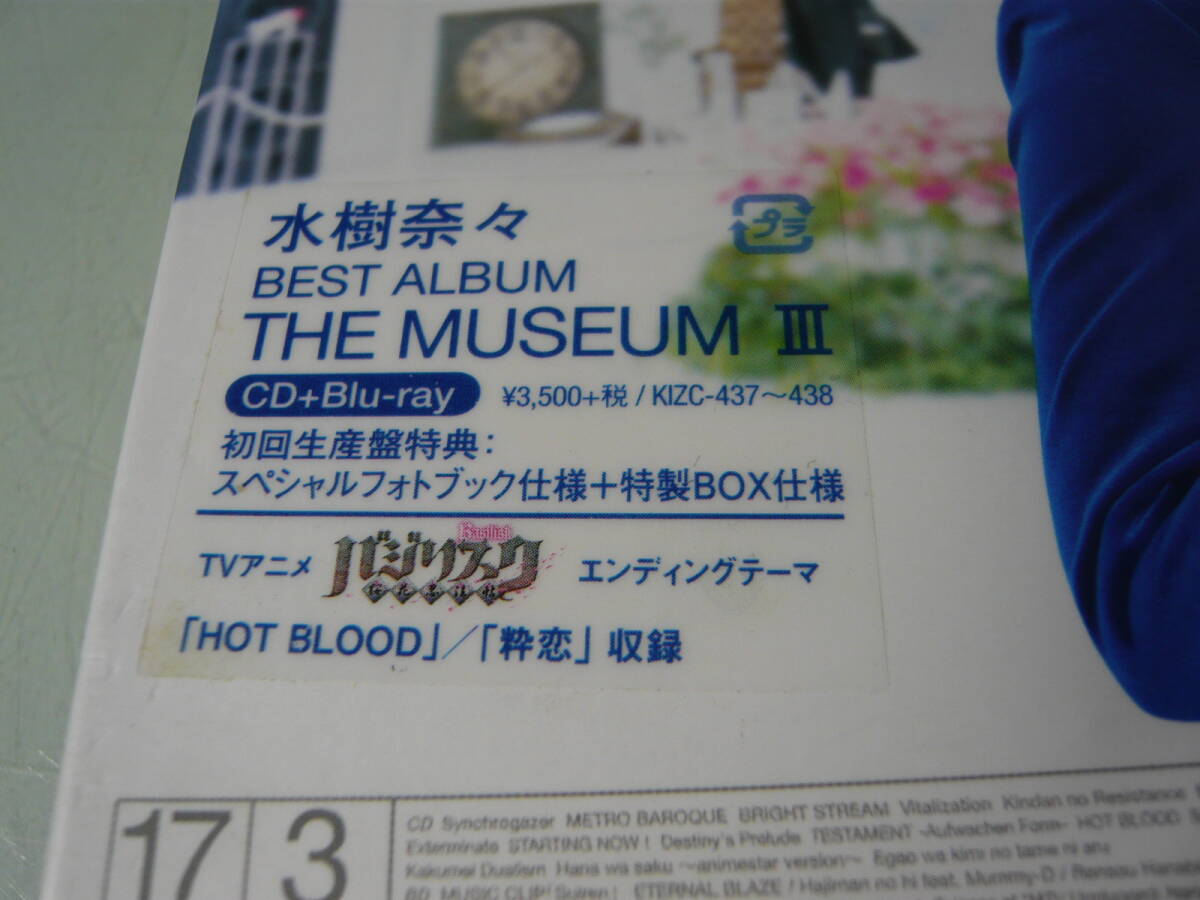 水樹奈々
プラ
BEST ALBUM
THE MUSEUM Ⅲ
CD+Blu-ray ¥3,500+税 / KIZC-437～438
初回生産盤特典:
スペシャルフォトブック仕様＋特製BOX仕様
Basilisk
TVアニメ バジリスク エンディングテーマ
「HOT BLOOD」／「粋恋」収録
17 3
CD Synchrogazer METRO BAROQUE BRIGHT STREAM Vitalization Kindan no Resistance
Exterminate STARTING NOW! Destiny's Prelude TESTAMENT -Aufwachen Form- HOT BLOOD
Kakumei Dualism Hana wa saku ～animestar version～ Egao wa kimi no tame ni aru
BD MUSIC CLIP/ Suiren! ETERNAL BLAZE / Hajimari no hi feat. Mummy-D /